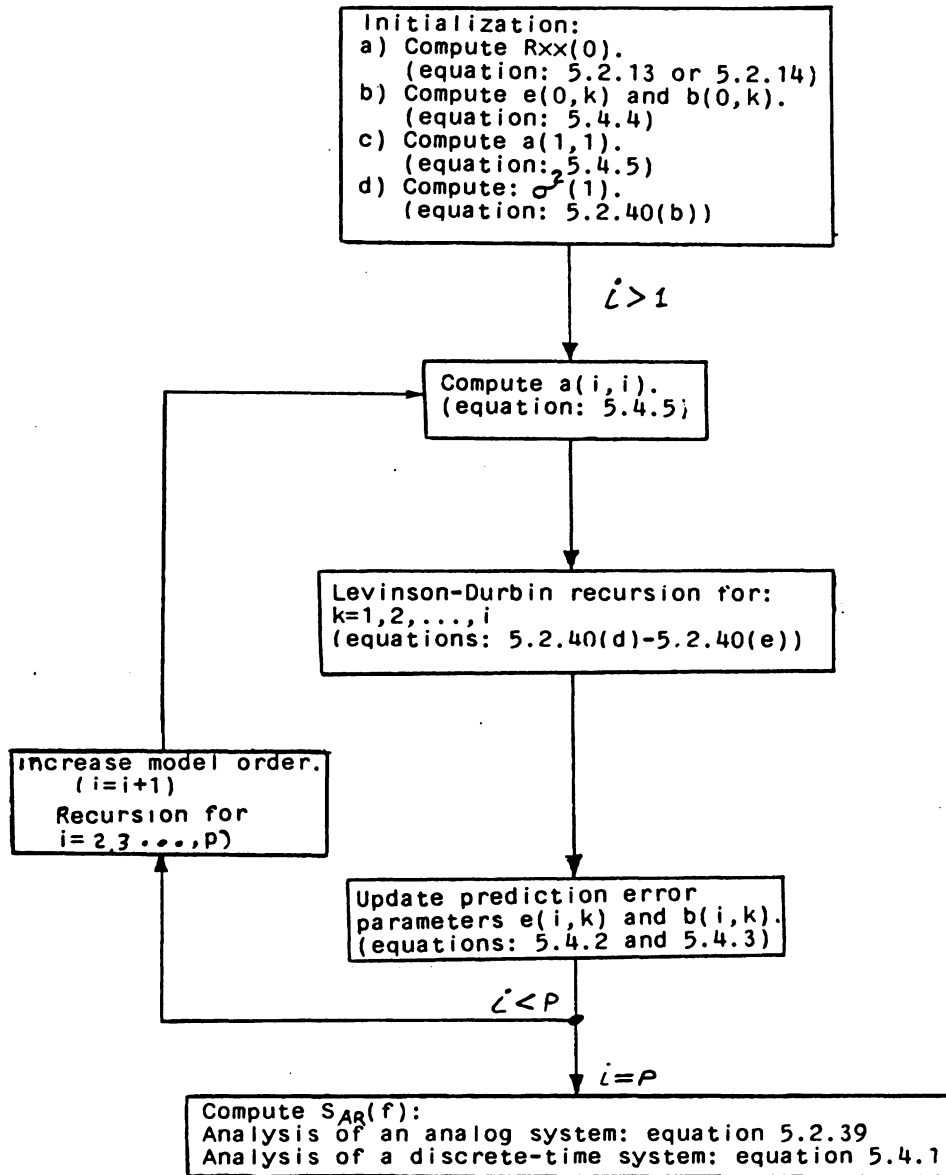 Initialization:
a) Compute Rxx(0).
(equation: 5.2.13 or 5.2.14)
b) Compute e(0,k) and b(0,k).
(equation: 5.4.4)
c) Compute a(1,1).
(equation: 5.4.5)
d) Compute: σ²(1).
(equation: 5.2.40(b))
i>1
Compute a(i,i).
(equation: 5.4.5)
Levinson-Durbin recursion for:
k=1,2,...,i
(equations: 5.2.40(d)-5.2.40(e))
Increase model order.
(i=i+1)
Recursion for
i=2,3...,p)
Update prediction error
parameters e(i,k) and b(i,k).
(equations: 5.4.2 and 5.4.3)
i<P
i=P
Compute S_AR(f):
Analysis of an analog system: equation 5.2.39
Analysis of a discrete-time system: equation 5.4.1